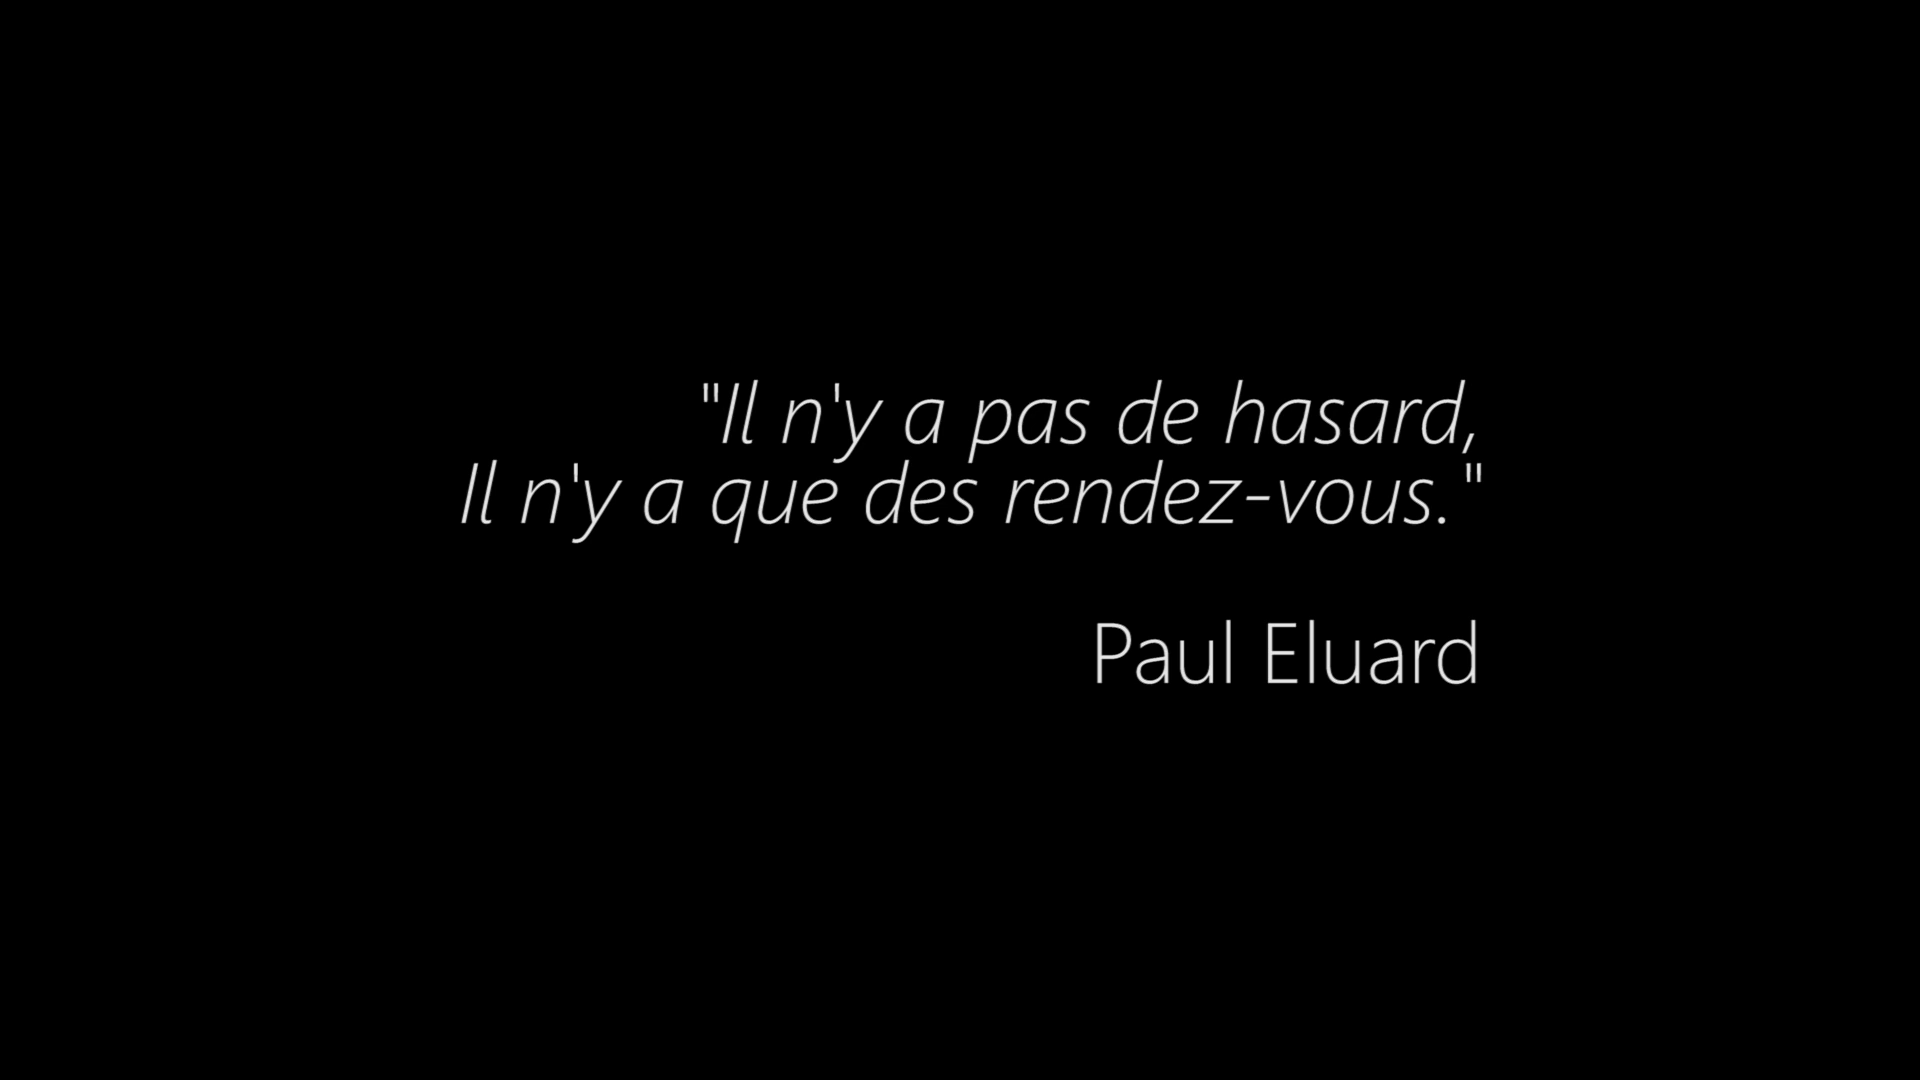 "Il n'y a pas de hasard,
Il n'y a que des rendez-vous."
Paul Eluard